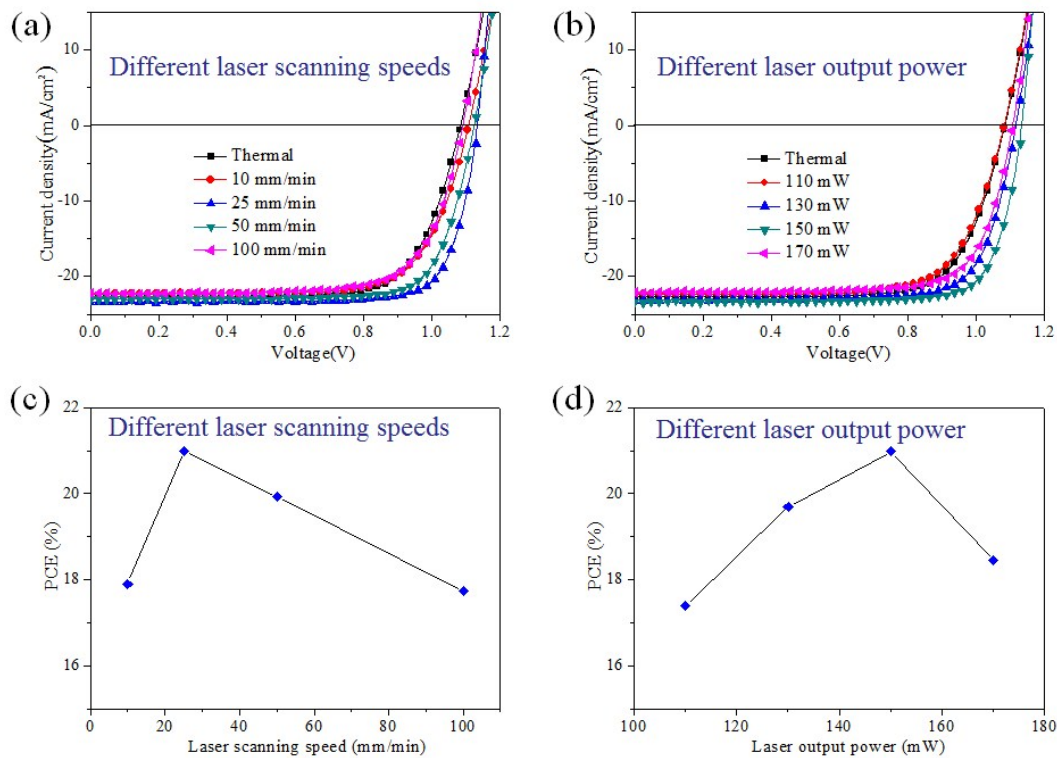 (a)
Different laser scanning speeds
Current density(mA/cm²)
10
0
-10
-20
Thermal
10 mm/min
25 mm/min
50 mm/min
100 mm/min
0.0 0.2 0.4 0.6 0.8 1.0 1.2
Voltage(V)
(b)
Different laser output power
Current density(mA/cm²)
10
0
-10
-20
Thermal
110 mW
130 mW
150 mW
170 mW
0.0 0.2 0.4 0.6 0.8 1.0 1.2
Voltage(V)
(c)
Different laser scanning speeds
PCE (%)
22
20
18
16
0 20 40 60 80 100
Laser scanning speed (mm/min)
(d)
Different laser output power
PCE (%)
22
20
18
16
100 120 140 160 180
Laser output power (mW)